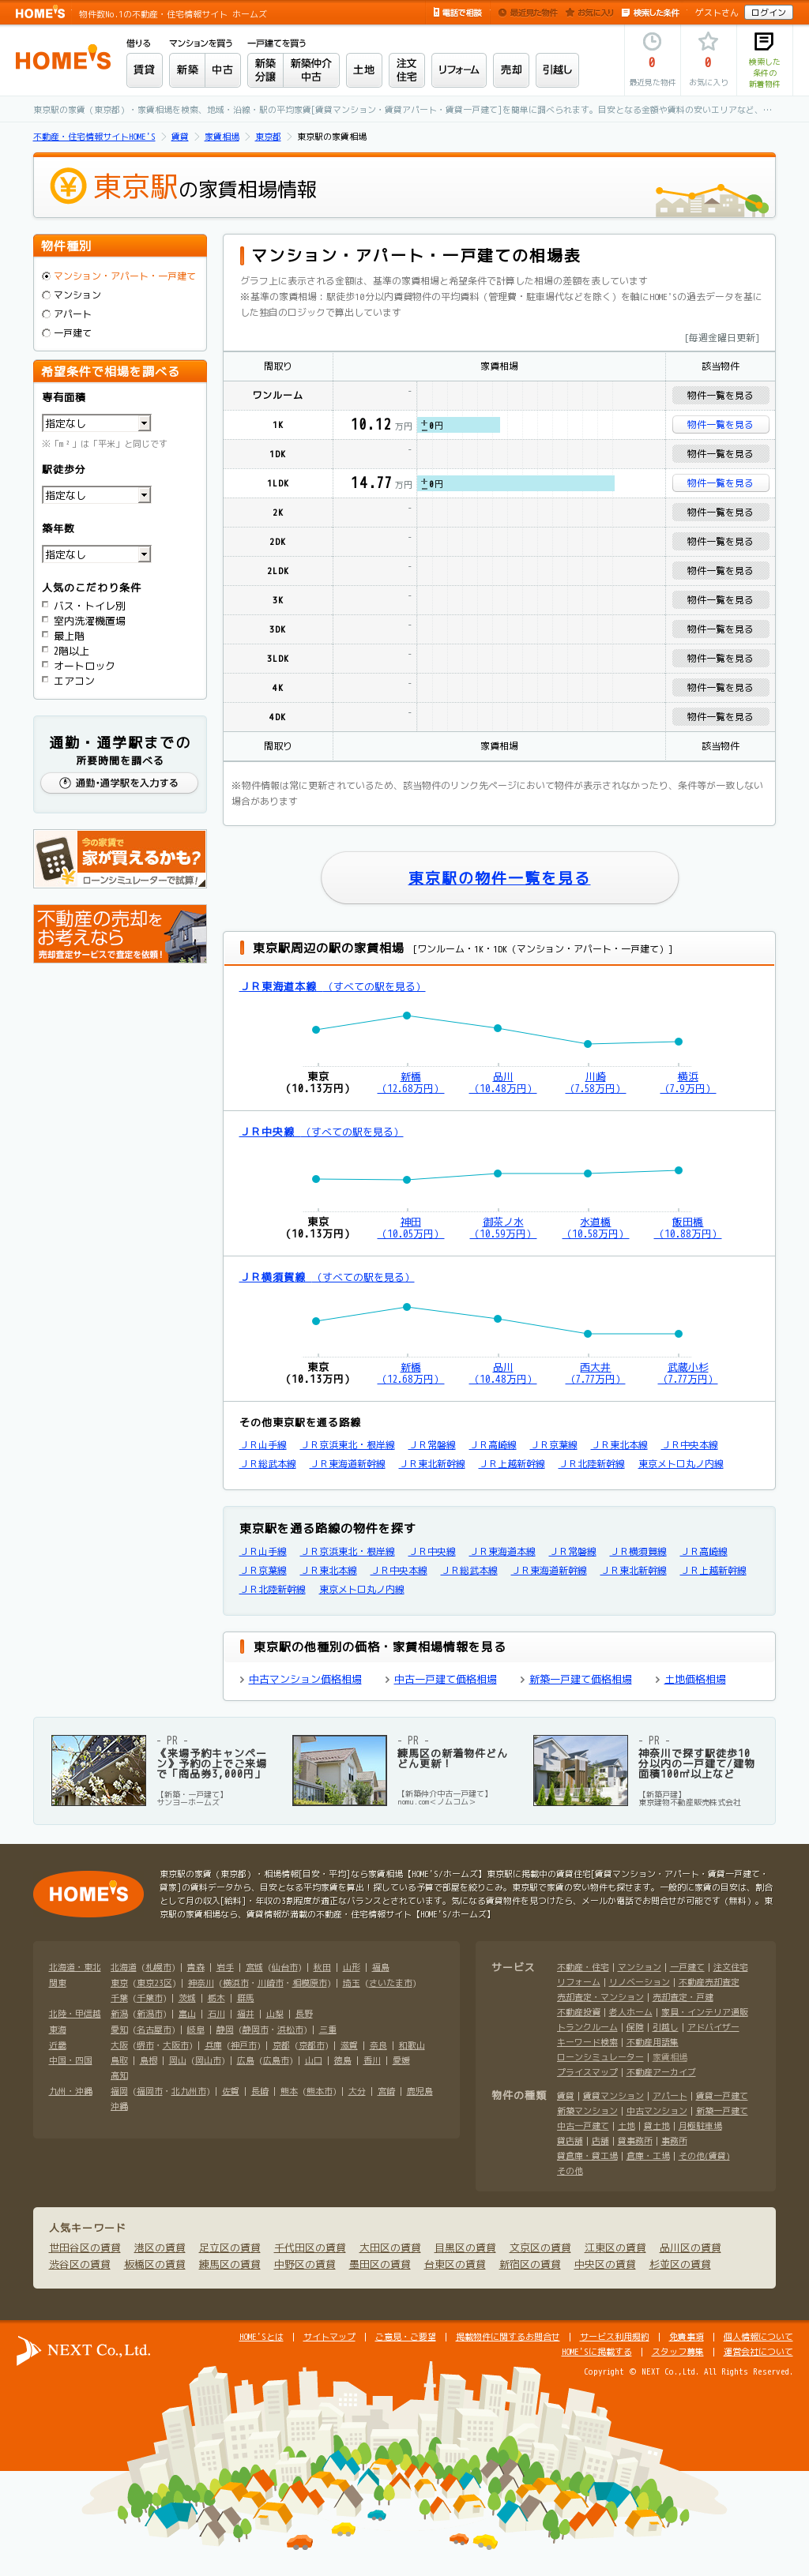 HOME'S 物件数No.1の不動産・住宅情報サイト ホームズ
電話で相談 最近見た物件 お気に入り 検索した条件 ゲストさん ログイン
HOME'S
借りる マンションを買う 一戸建てを買う
賃貸 新築 中古 新築分譲 新築仲介中古 土地 注文住宅 リフォーム 売却 引越し
0 最近見た物件
0 お気に入り
検索した条件の新着物件
東京駅の家賃(東京都)・家賃相場を検索、地域・沿線・駅の平均家賃[賃貸マンション・賃貸アパート・賃貸一戸建て]を簡単に調べられます。目安となる金額や賃料の安いエリアなど、…
不動産・住宅情報サイトHOME'S > 賃貸 > 家賃相場 > 東京都 > 東京駅の家賃相場
東京駅の家賃相場情報
物件種別
マンション・アパート・一戸建て
マンション
アパート
一戸建て
希望条件で相場を調べる
専有面積
指定なし
※「m²」は「平米」と同じです
駅徒歩分
指定なし
築年数
指定なし
人気のこだわり条件
バス・トイレ別
室内洗濯機置場
最上階
2階以上
オートロック
エアコン
通勤・通学駅までの
所要時間を調べる
通勤・通学駅を入力する
今の家賃で
家が買えるかも?
ローンシミュレーターで試算!
不動産の売却を
お考えなら
売却査定サービスで査定を依頼!
マンション・アパート・一戸建ての相場表
グラフ上に表示される金額は、基準の家賃相場と希望条件で計算した相場の差額を表しています
※基準の家賃相場：駅徒歩10分以内賃貸物件の平均賃料(管理費・駐車場代などを除く)を軸にHOME'Sの過去データを基にした独自のロジックで算出しています
[毎週金曜日更新]
間取り 家賃相場 該当物件
ワンルーム - 物件一覧を見る
1K 10.12万円 ±0円 物件一覧を見る
1DK - 物件一覧を見る
1LDK 14.77万円 ±0円 物件一覧を見る
2K - 物件一覧を見る
2DK - 物件一覧を見る
2LDK - 物件一覧を見る
3K - 物件一覧を見る
3DK - 物件一覧を見る
3LDK - 物件一覧を見る
4K - 物件一覧を見る
4DK - 物件一覧を見る
間取り 家賃相場 該当物件
※物件情報は常に更新されているため、該当物件のリンク先ページにおいて物件が表示されなかったり、条件等が一致しない場合があります
東京駅の物件一覧を見る
東京駅周辺の駅の家賃相場 [ワンルーム・1K・1DK(マンション・アパート・一戸建て)]
ＪＲ東海道本線 (すべての駅を見る)
東京 新橋 品川 川崎 横浜
(10.13万円) (12.68万円) (10.48万円) (7.58万円) (7.9万円)
ＪＲ中央線 (すべての駅を見る)
東京 神田 御茶ノ水 水道橋 飯田橋
(10.13万円) (10.05万円) (10.59万円) (10.58万円) (10.88万円)
ＪＲ横須賀線 (すべての駅を見る)
東京 新橋 品川 西大井 武蔵小杉
(10.13万円) (12.68万円) (10.48万円) (7.77万円) (7.77万円)
その他東京駅を通る路線
ＪＲ山手線 ＪＲ京浜東北・根岸線 ＪＲ常磐線 ＪＲ高崎線 ＪＲ京葉線 ＪＲ東北本線 ＪＲ中央本線
ＪＲ総武本線 ＪＲ東海道新幹線 ＪＲ東北新幹線 ＪＲ上越新幹線 ＪＲ北陸新幹線 東京メトロ丸ノ内線
東京駅を通る路線の物件を探す
ＪＲ山手線 ＪＲ京浜東北・根岸線 ＪＲ中央線 ＪＲ東海道本線 ＪＲ常磐線 ＪＲ横須賀線 ＪＲ高崎線
ＪＲ京葉線 ＪＲ東北本線 ＪＲ中央本線 ＪＲ総武本線 ＪＲ東海道新幹線 ＪＲ東北新幹線 ＪＲ上越新幹線
ＪＲ北陸新幹線 東京メトロ丸ノ内線
東京駅の他種別の価格・家賃相場情報を見る
中古マンション価格相場 中古一戸建て価格相場 新築一戸建て価格相場 土地価格相場
- PR -
《来場予約キャンペーン》予約の上でご来場で「商品券3,000円」
【新築・一戸建て】
サンヨーホームズ
- PR -
練馬区の新着物件どんどん更新！
【新築仲介中古一戸建て】
nomu.com＜ノムコム＞
- PR -
神奈川で探す駅徒歩10分以内の一戸建て/建物面積100㎡以上など
【新築戸建】
東京建物不動産販売株式会社
HOME'S
東京駅の家賃(東京都)・相場情報[目安・平均]なら家賃相場【HOME'S/ホームズ】東京駅に掲載中の賃貸住宅[賃貸マンション・アパート・賃貸一戸建て・貸家]の賃料データから、目安となる平均家賃を算出！探している予算で部屋を絞りこみ。東京駅で家賃の安い物件も探せます。一般的に家賃の目安は、割合として月の収入[給料]・年収の3割程度が適正なバランスとされています。気になる賃貸物件を見つけたら、メールか電話でお問合せが可能です(無料)。東京駅の家賃相場なら、賃貸情報が満載の不動産・住宅情報サイト【HOME'S/ホームズ】
北海道・東北 北海道(札幌市)| 青森 | 岩手 | 宮城(仙台市)| 秋田 | 山形 | 福島
関東 東京(東京23区)| 神奈川(横浜市・川崎市・相模原市)| 埼玉(さいたま市)
千葉(千葉市)| 茨城 | 栃木 | 群馬
北陸・甲信越 新潟(新潟市)| 富山 | 石川 | 福井 | 山梨 | 長野
東海 愛知(名古屋市)| 岐阜 | 静岡(静岡市・浜松市)| 三重
近畿 大阪(堺市・大阪市)| 兵庫(神戸市)| 京都(京都市)| 滋賀 | 奈良 | 和歌山
中国・四国 鳥取 | 島根 | 岡山(岡山市)| 広島(広島市)| 山口 | 徳島 | 香川 | 愛媛
高知
九州・沖縄 福岡(福岡市・北九州市)| 佐賀 | 長崎 | 熊本(熊本市)| 大分 | 宮崎 | 鹿児島
沖縄
サービス 不動産・住宅 | マンション | 一戸建て | 注文住宅
リフォーム | リノベーション | 不動産売却査定
売却査定・マンション | 売却査定・戸建
不動産投資 | 老人ホーム | 家具・インテリア通販
トランクルーム | 保険 | 引越し | アドバイザー
キーワード検索 | 不動産用語集
ローンシミュレーター | 家賃相場
プライスマップ | 不動産アーカイブ
物件の種類 賃貸 | 賃貸マンション | アパート | 賃貸一戸建て
新築マンション | 中古マンション | 新築一戸建て
中古一戸建て | 土地 | 貸土地 | 月極駐車場
貸店舗 | 店舗 | 貸事務所 | 事務所
貸倉庫・貸工場 | 倉庫・工場 | その他(賃貸)
その他
人気キーワード
世田谷区の賃貸 港区の賃貸 足立区の賃貸 千代田区の賃貸 大田区の賃貸 目黒区の賃貸 文京区の賃貸 江東区の賃貸 品川区の賃貸
渋谷区の賃貸 板橋区の賃貸 練馬区の賃貸 中野区の賃貸 墨田区の賃貸 台東区の賃貸 新宿区の賃貸 中央区の賃貸 杉並区の賃貸
NEXT Co.,Ltd.
HOME'Sとは | サイトマップ | ご意見・ご要望 | 掲載物件に関するお問合せ | サービス利用規約 | 免責事項 | 個人情報について
HOME'Sに掲載する | スタッフ募集 | 運営会社について
Copyright © NEXT Co.,Ltd. All Rights Reserved.